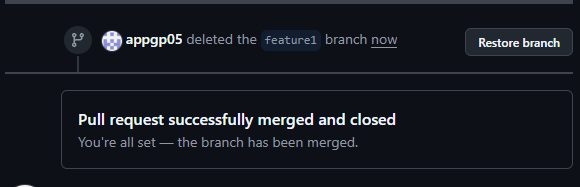 appgp05 deleted the feature1 branch now
Restore branch
Pull request successfully merged and closed
You're all set — the branch has been merged.